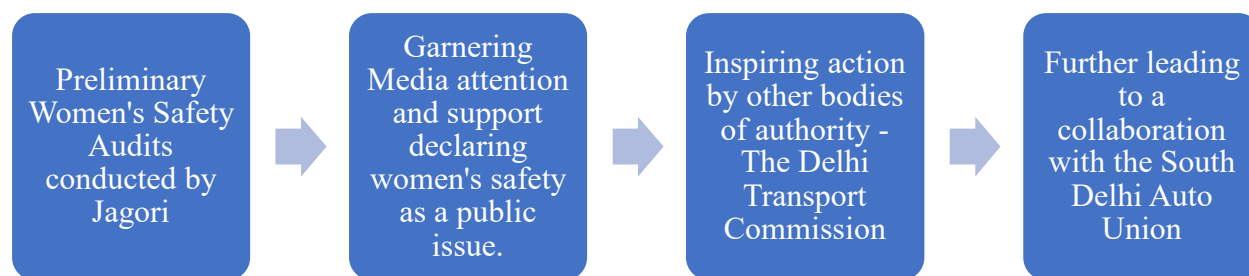 Preliminary
Women's Safety
Audits
conducted by
Jagori
Garnering
Media attention
and support
declaring
women's safety
as a public
issue.
Inspiring action
by other bodies
of authority -
The Delhi
Transport
Commission
Further leading
to a
collaboration
with the South
Delhi Auto
Union